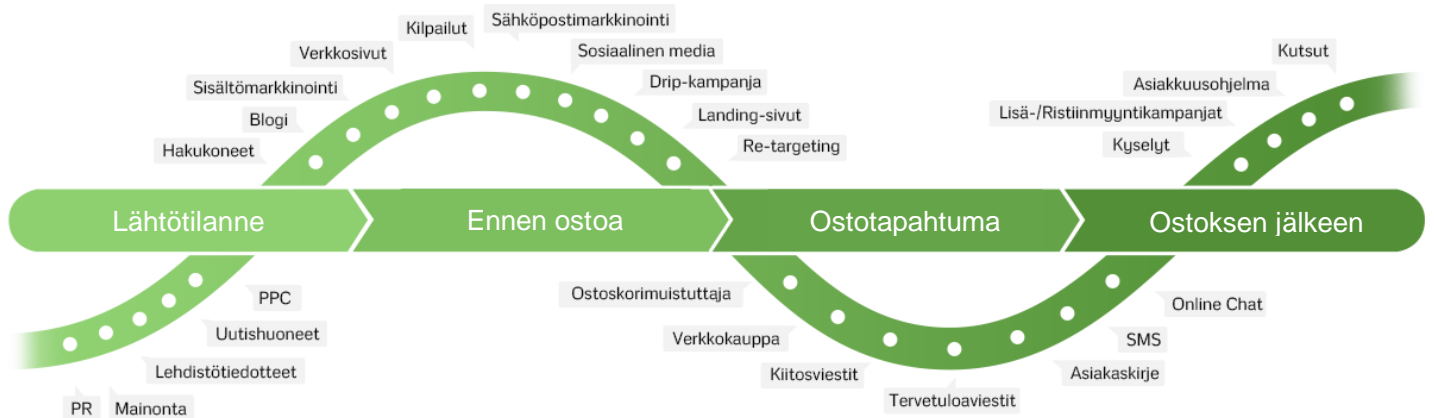 Sähköpostimarkkinointi
Kilpailut
Verkkosivut
Sosiaalinen media
Kutsut
Sisältömarkkinointi
Drip-kampanja
Asiakkuusohjelma
Blogi
Landing-sivut
Lisä-/Ristiinmyyntikampanjat
Hakukoneet
Re-targeting
Kyselyt
Lähtötilanne
Ennen ostoa
Ostotapahtuma
Ostoksen jälkeen
PPC
Ostoskorimuistuttaja
Online Chat
Uutishuoneet
Verkkokauppa
SMS
Lehdistötiedotteet
Kiitosviestit
Asiakaskirje
PR
Mainonta
Tervetuloaviestit